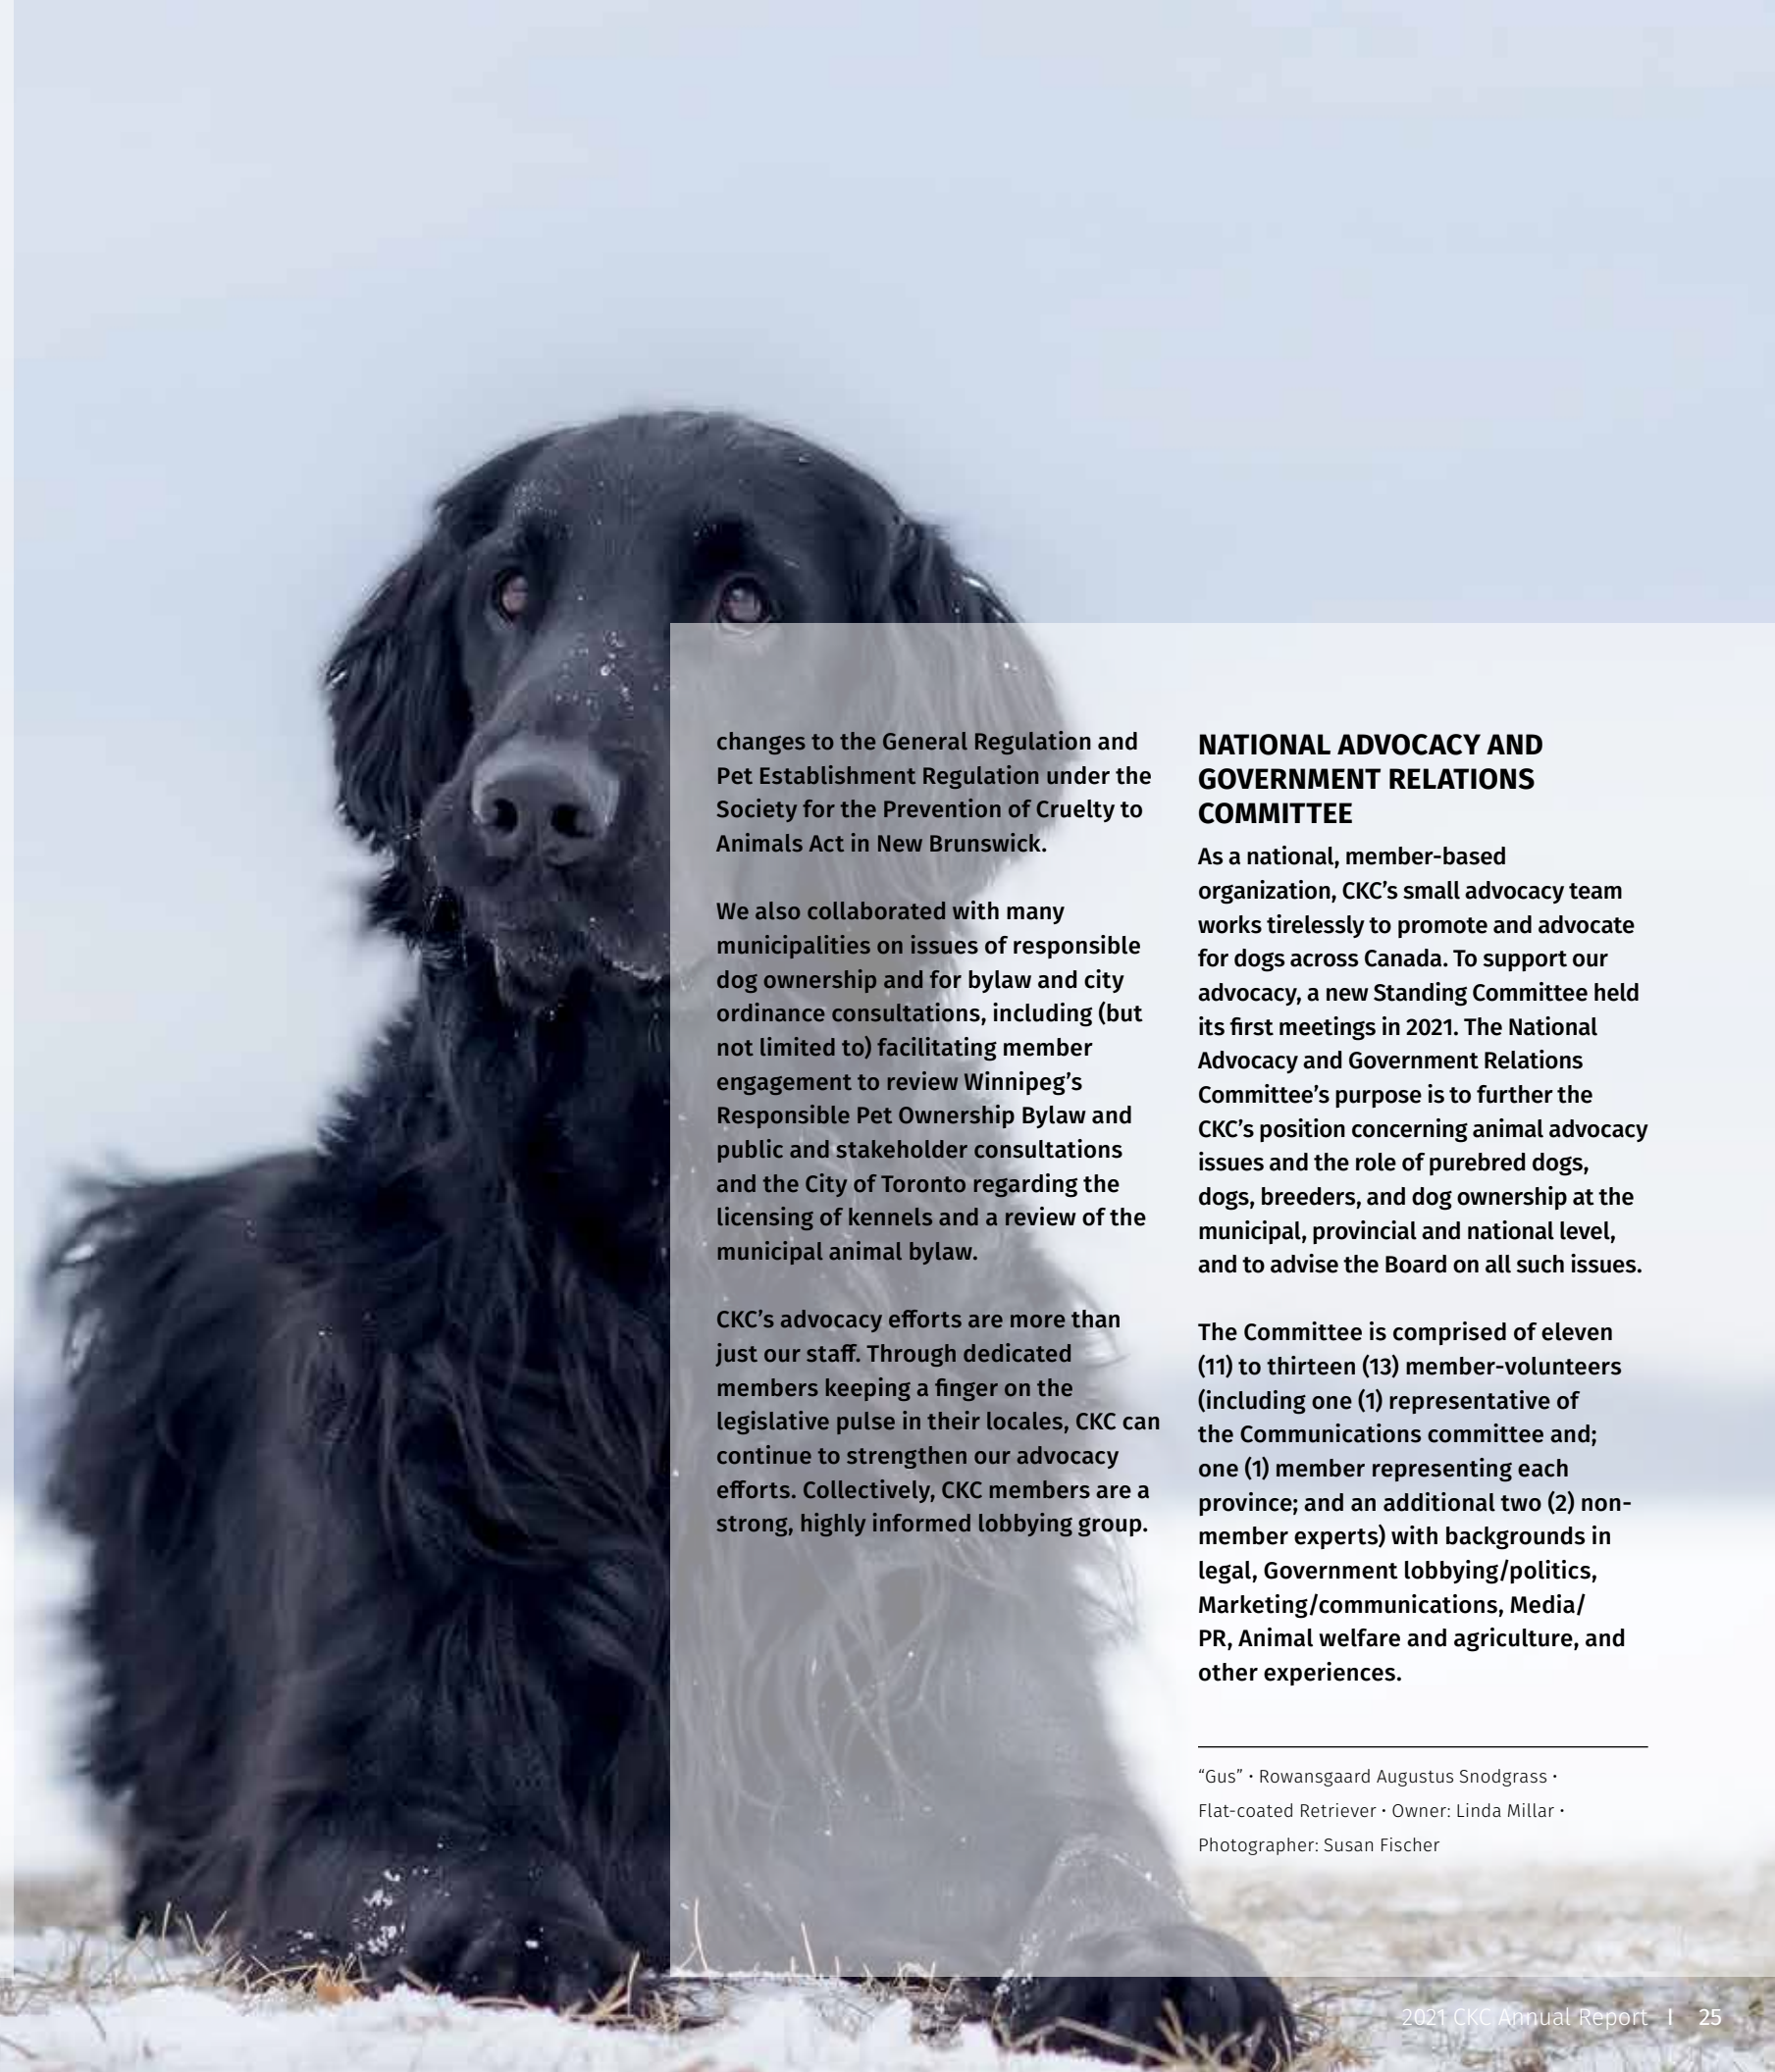 changes to the General Regulation and
Pet Establishment Regulation under the
Society for the Prevention of Cruelty to
Animals Act in New Brunswick.
We also collaborated with many
municipalities on issues of responsible
dog ownership and for bylaw and city
ordinance consultations, including (but
not limited to) facilitating member
engagement to review Winnipeg’s
Responsible Pet Ownership Bylaw and
public and stakeholder consultations
and the City of Toronto regarding the
licensing of kennels and a review of the
municipal animal bylaw.
CKC’s advocacy efforts are more than
just our staff. Through dedicated
members keeping a finger on the
legislative pulse in their locales, CKC can
continue to strengthen our advocacy
efforts. Collectively, CKC members are a
strong, highly informed lobbying group.
NATIONAL ADVOCACY AND
GOVERNMENT RELATIONS
COMMITTEE
As a national, member-based
organization, CKC’s small advocacy team
works tirelessly to promote and advocate
for dogs across Canada. To support our
advocacy, a new Standing Committee held
its first meetings in 2021. The National
Advocacy and Government Relations
Committee’s purpose is to further the
CKC’s position concerning animal advocacy
issues and the role of purebred dogs,
dogs, breeders, and dog ownership at the
municipal, provincial and national level,
and to advise the Board on all such issues.
The Committee is comprised of eleven
(11) to thirteen (13) member-volunteers
(including one (1) representative of
the Communications committee and;
one (1) member representing each
province; and an additional two (2) non-
member experts) with backgrounds in
legal, Government lobbying/politics,
Marketing/communications, Media/
PR, Animal welfare and agriculture, and
other experiences.
“Gus” • Rowansgaard Augustus Snodgrass •
Flat-coated Retriever • Owner: Linda Millar •
Photographer: Susan Fischer
2021 CKC Annual Report I 25